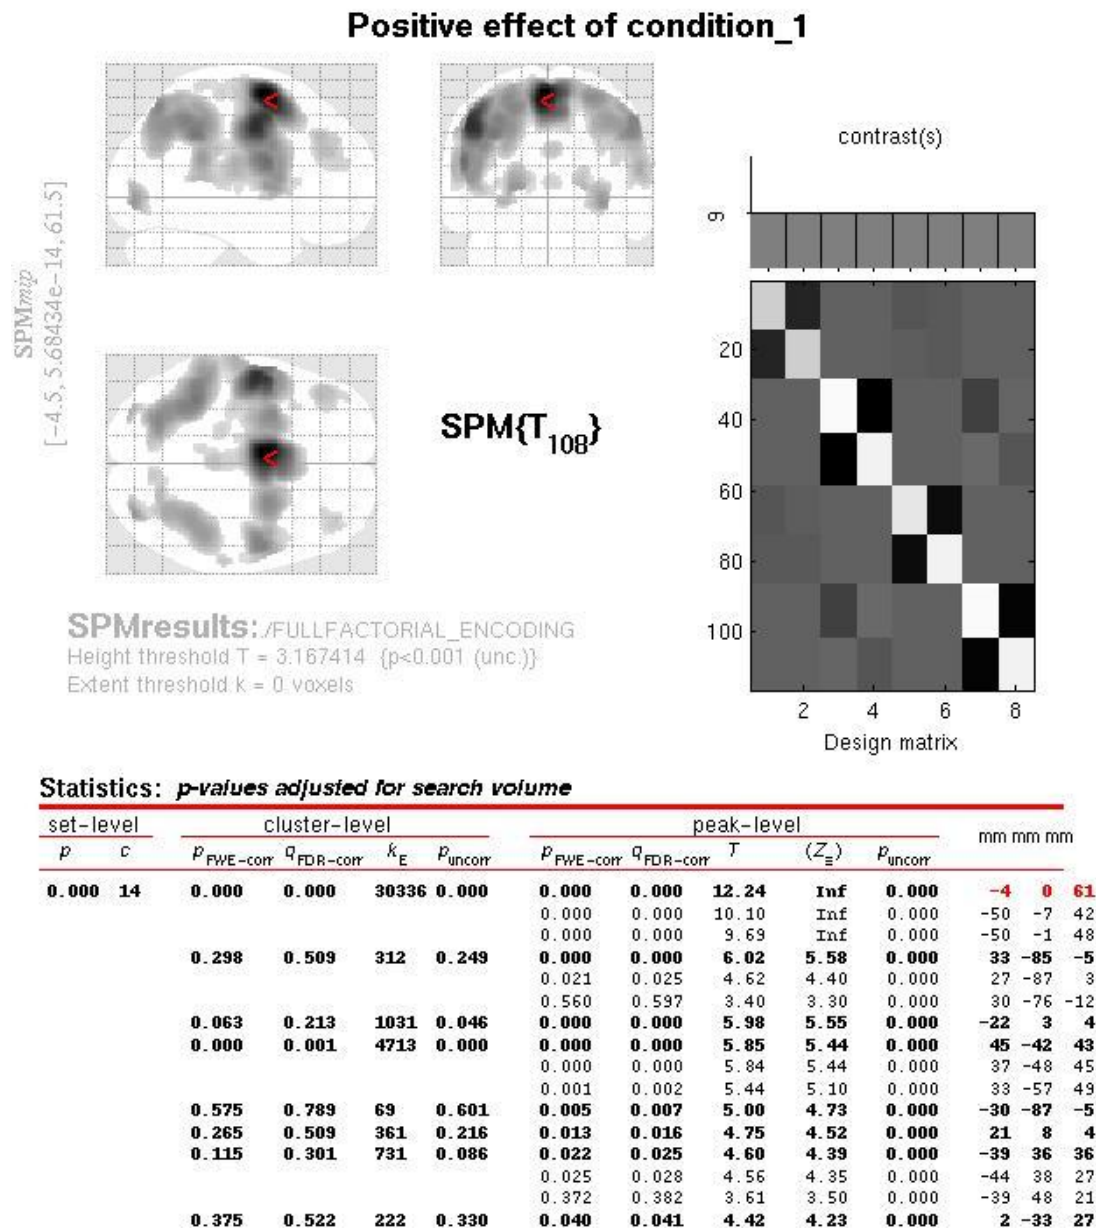 Positive effect of condition_1
SPMmip
[-4.5, 5.68434e-14, 61.5]
<
<
<
SPM{T108}
SPMresults: ./FULLFACTORIAL_ENCODING
Height threshold T = 3.167414 {p<0.001 (unc.)}
Extent threshold k = 0 voxels
contrast(s)
9
20
40
60
80
100
2 4 6 8
Design matrix
Statistics: p-values adjusted for search volume
set-level cluster-level peak-level mm mm mm
p c pFWE-corr qFDR-corr kE puncorr pFWE-corr qFDR-corr T (Z≡) puncorr
0.000 14 0.000 0.000 30336 0.000 0.000 0.000 12.24 Inf 0.000 -4 0 61
0.000 0.000 10.10 Inf 0.000 -50 -7 42
0.000 0.000 9.69 Inf 0.000 -50 -1 48
0.298 0.509 312 0.249 0.000 0.000 6.02 5.58 0.000 33 -85 -5
0.021 0.025 4.62 4.40 0.000 27 -87 3
0.560 0.597 3.40 3.30 0.000 30 -76 -12
0.063 0.213 1031 0.046 0.000 0.000 5.98 5.55 0.000 -22 3 4
0.000 0.001 4713 0.000 0.000 0.000 5.85 5.44 0.000 45 -42 43
0.000 0.000 5.84 5.44 0.000 37 -48 45
0.001 0.002 5.44 5.10 0.000 33 -57 49
0.575 0.789 69 0.601 0.005 0.007 5.00 4.73 0.000 -30 -87 -5
0.265 0.509 361 0.216 0.013 0.016 4.75 4.52 0.000 21 8 4
0.115 0.301 731 0.086 0.022 0.025 4.60 4.39 0.000 -39 36 36
0.025 0.028 4.56 4.35 0.000 -44 38 27
0.372 0.382 3.61 3.50 0.000 -39 48 21
0.375 0.522 222 0.330 0.040 0.041 4.42 4.23 0.000 2 -33 27